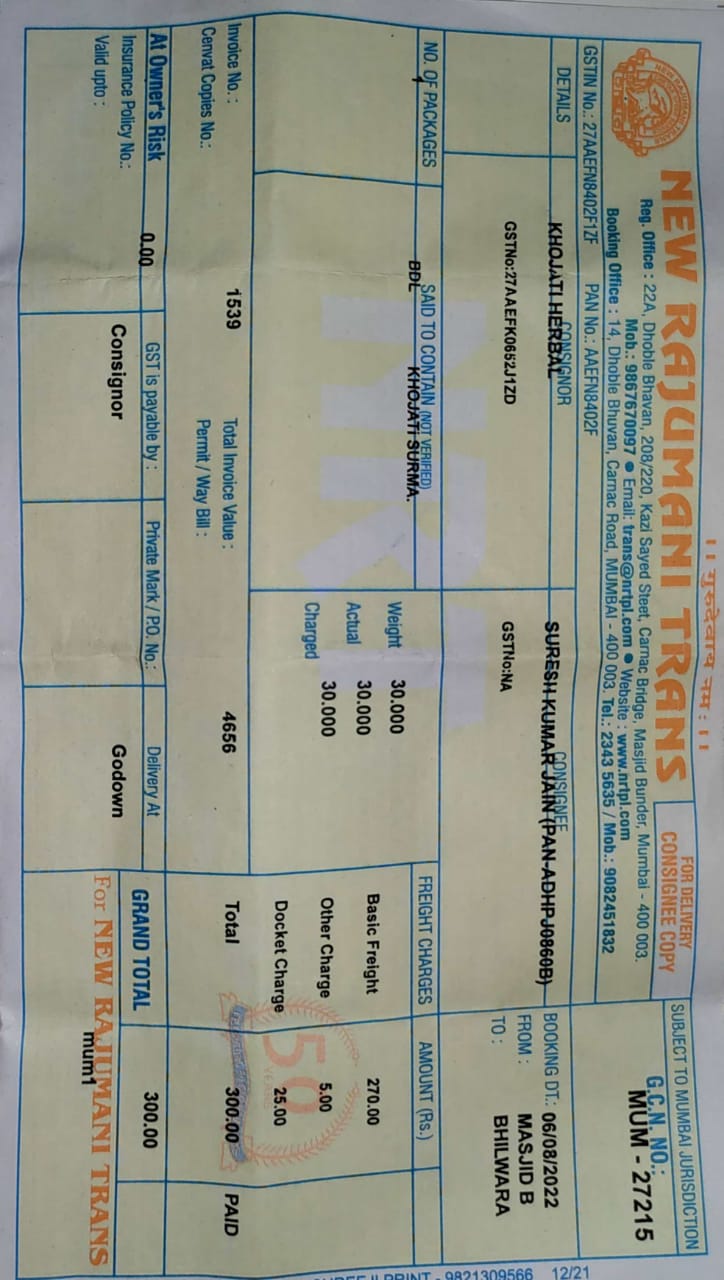 ।। गुरुदेवाय नमः ।।
NEW RAJUMANI TRANS
FOR DELIVERY
CONSIGNEE COPY
SUBJECT TO MUMBAI JURISDICTION
Reg. Office : 22A, Dhoble Bhavan, 208/220, Kazi Sayed Steet, Carnac Bridge, Masjid Bunder, Mumbai - 400 003.
Mob.: 9867670097 ● Email: trans@nrtpl.com ● Website : www.nrtpl.com
Booking Office : 14, Dhoble Bhuvan, Carnac Road, MUMBAI - 400 003. Tel.: 2343 5635 / Mob.: 9082451832
G.C.N. NO.:
MUM - 27215
GSTIN No.: 27AAEFN8402F1ZF PAN No.: AAEFN8402F
DETAILS
CONSIGNOR
KHOJATI HERBAL
GSTNo:27AAEFK0652J1ZD
CONSIGNEE
SURESH KUMAR JAIN (PAN-ADHPJ0860B)
GSTNo:NA
BOOKING DT.: 06/08/2022
FROM : MASJID B
TO : BHILWARA
NO. OF PACKAGES
1
SAID TO CONTAIN (NOT VERIFIED)
BDL KHOJATI SURMA.
Weight 30.000
Actual 30.000
Charged 30.000
FREIGHT CHARGES AMOUNT (Rs.)
Basic Freight 270.00
Other Charge 5.00
Docket Charge 25.00
50
YEARS
Total 300.00 PAID
Invoice No. : 1539 Total Invoice Value : 4656
Cenvat Copies No.: Permit / Way Bill :
At Owner's Risk 0.00
Insurance Policy No.:
Valid upto :
GST is payable by :
Consignor
Private Mark / P.O. No.:
Delivery At
Godown
GRAND TOTAL 300.00
For NEW RAJUMANI TRANS
mum1
PRINT - 9821309566 12/21